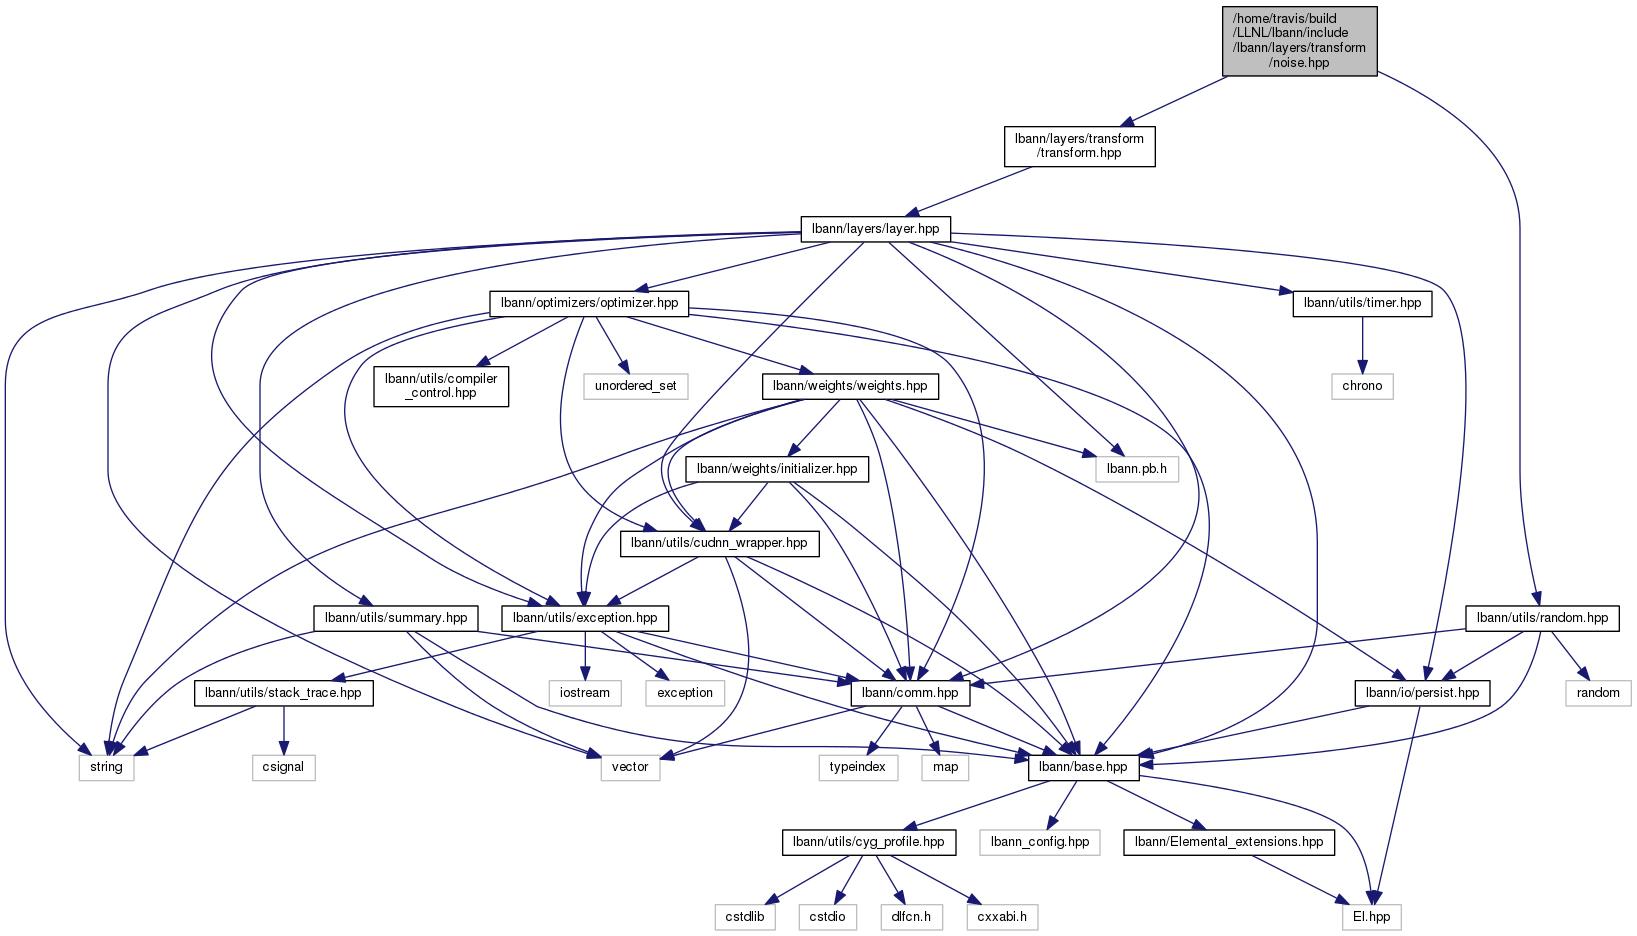 /home/travis/build
/LLNL/lbann/include
/lbann/layers/transform
/noise.hpp
lbann/layers/transform
/transform.hpp
lbann/layers/layer.hpp
lbann/optimizers/optimizer.hpp
lbann/utils/timer.hpp
lbann/utils/compiler
_control.hpp
unordered_set
lbann/weights/weights.hpp
chrono
lbann/weights/initializer.hpp
lbann.pb.h
lbann/utils/cudnn_wrapper.hpp
lbann/utils/summary.hpp
lbann/utils/exception.hpp
lbann/utils/random.hpp
lbann/utils/stack_trace.hpp
iostream
exception
lbann/comm.hpp
lbann/io/persist.hpp
random
string
csignal
vector
typeindex
map
lbann/base.hpp
lbann/utils/cyg_profile.hpp
lbann_config.hpp
lbann/Elemental_extensions.hpp
cstdlib
cstdio
dlfcn.h
cxxabi.h
El.hpp